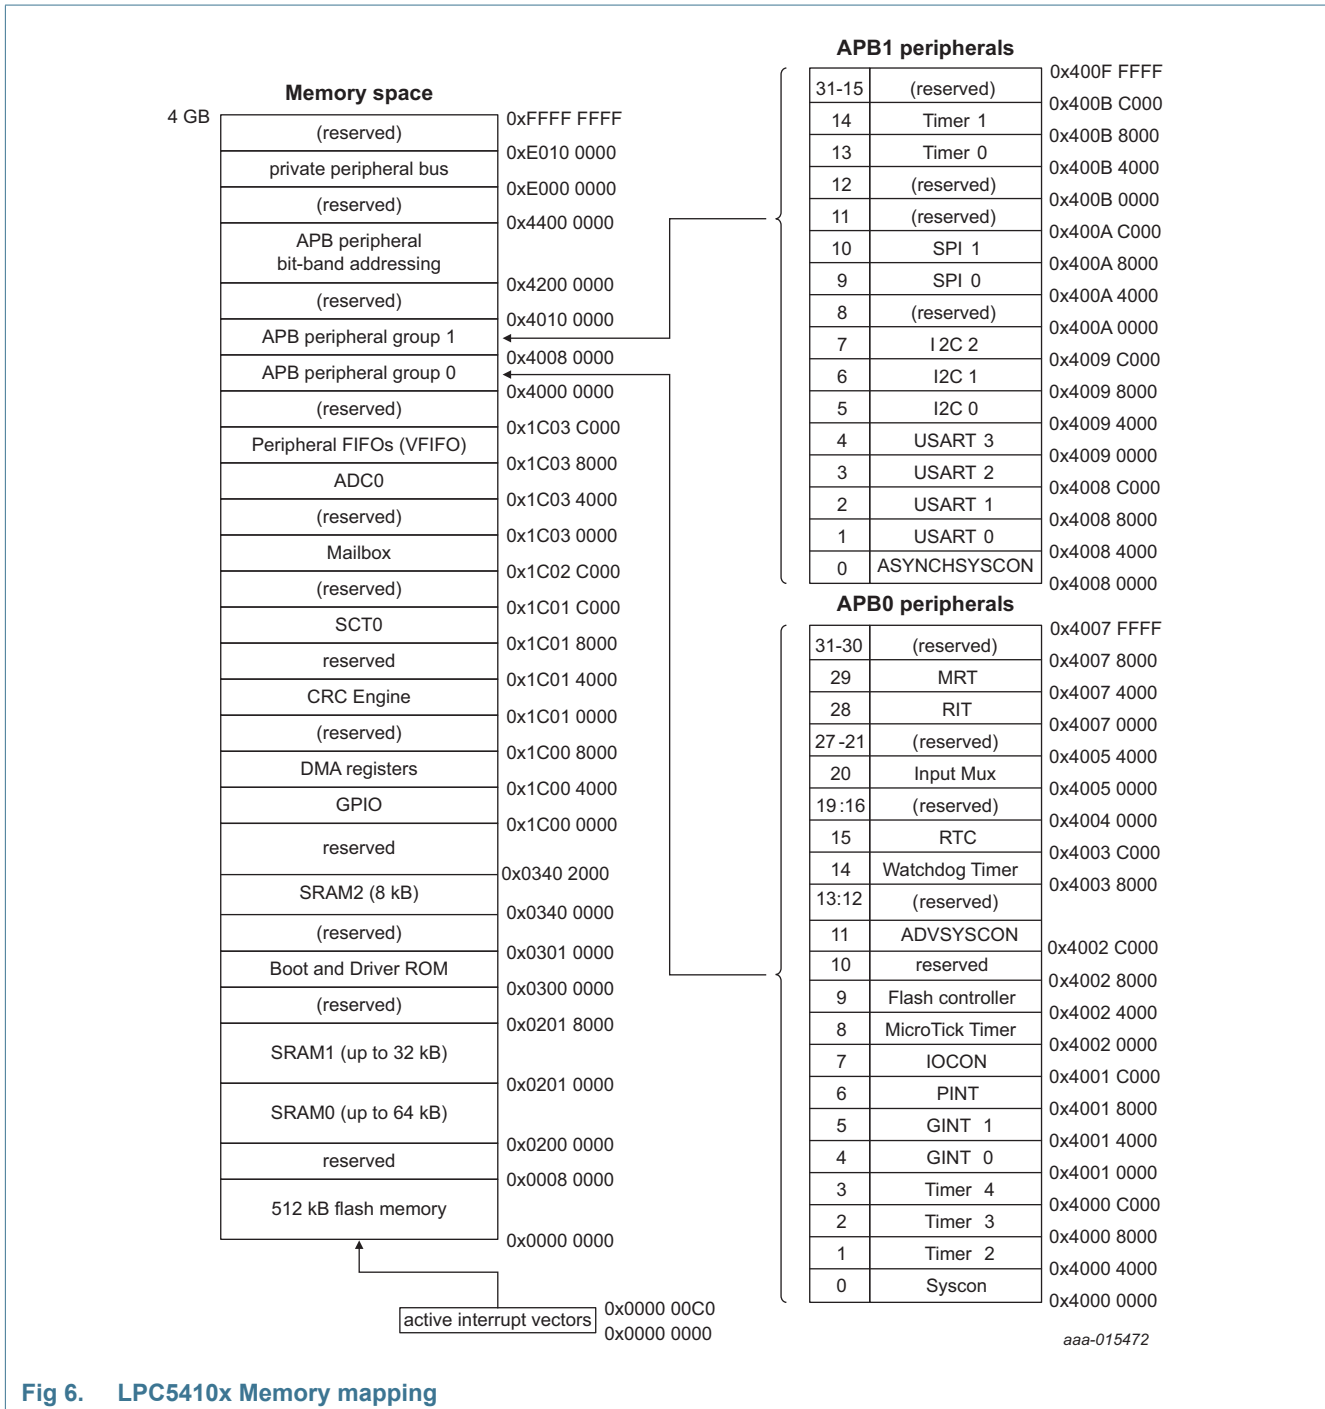 Memory space
4 GB
(reserved)
0xFFFF FFFF
0xE010 0000
private peripheral bus
0xE000 0000
(reserved)
0x4400 0000
APB peripheral
bit-band addressing
0x4200 0000
(reserved)
0x4010 0000
APB peripheral group 1
0x4008 0000
APB peripheral group 0
0x4000 0000
(reserved)
0x1C03 C000
Peripheral FIFOs (VFIFO)
0x1C03 8000
ADC0
0x1C03 4000
(reserved)
0x1C03 0000
Mailbox
0x1C02 C000
(reserved)
0x1C01 C000
SCT0
0x1C01 8000
reserved
0x1C01 4000
CRC Engine
0x1C01 0000
(reserved)
0x1C00 8000
DMA registers
0x1C00 4000
GPIO
0x1C00 0000
reserved
0x0340 2000
SRAM2 (8 kB)
0x0340 0000
(reserved)
0x0301 0000
Boot and Driver ROM
0x0300 0000
(reserved)
0x0201 8000
SRAM1 (up to 32 kB)
0x0201 0000
SRAM0 (up to 64 kB)
0x0200 0000
reserved
0x0008 0000
512 kB flash memory
0x0000 0000
active interrupt vectors
0x0000 00C0
0x0000 0000
APB1 peripherals
0x400F FFFF
31-15 (reserved)
0x400B C000
14 Timer 1
0x400B 8000
13 Timer 0
0x400B 4000
12 (reserved)
0x400B 0000
11 (reserved)
0x400A C000
10 SPI 1
0x400A 8000
9 SPI 0
0x400A 4000
8 (reserved)
0x400A 0000
7 I2C 2
0x4009 C000
6 I2C 1
0x4009 8000
5 I2C 0
0x4009 4000
4 USART 3
0x4009 0000
3 USART 2
0x4008 C000
2 USART 1
0x4008 8000
1 USART 0
0x4008 4000
0 ASYNCHSYSCON
0x4008 0000
APB0 peripherals
0x4007 FFFF
31-30 (reserved)
0x4007 8000
29 MRT
0x4007 4000
28 RIT
0x4007 0000
27-21 (reserved)
0x4005 4000
20 Input Mux
0x4005 0000
19:16 (reserved)
0x4004 0000
15 RTC
0x4003 C000
14 Watchdog Timer
0x4003 8000
13:12 (reserved)
11 ADVSYSCON
0x4002 C000
10 reserved
0x4002 8000
9 Flash controller
0x4002 4000
8 MicroTick Timer
0x4002 0000
7 IOCON
0x4001 C000
6 PINT
0x4001 8000
5 GINT 1
0x4001 4000
4 GINT 0
0x4001 0000
3 Timer 4
0x4000 C000
2 Timer 3
0x4000 8000
1 Timer 2
0x4000 4000
0 Syscon
0x4000 0000
aaa-015472
Fig 6. LPC5410x Memory mapping